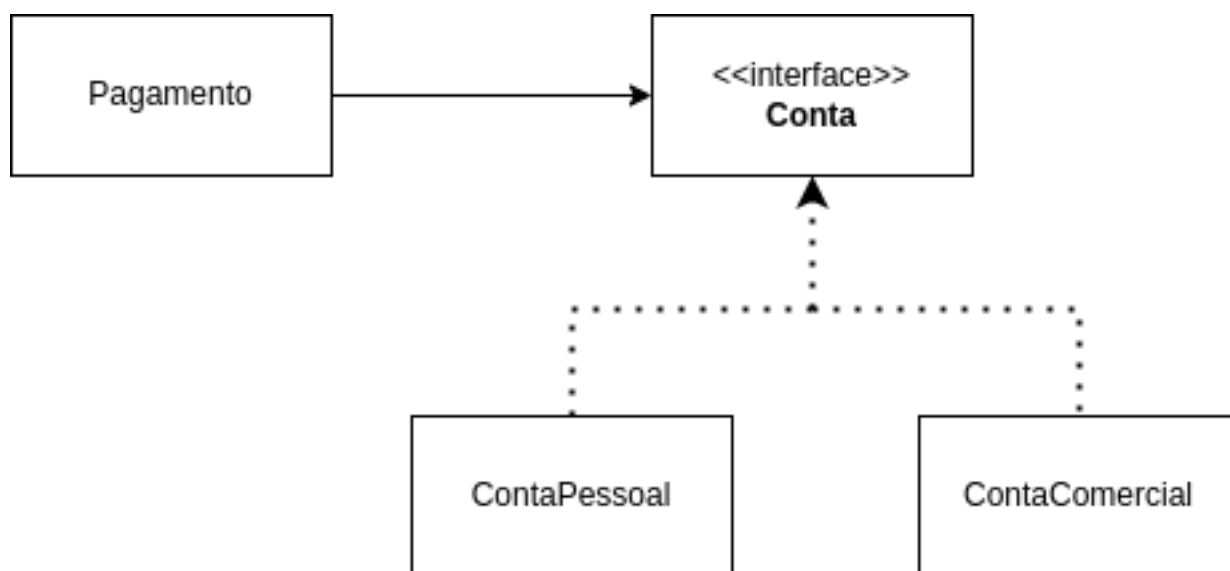 Pagamento
<<interface>>
Conta
ContaPessoal
ContaComercial